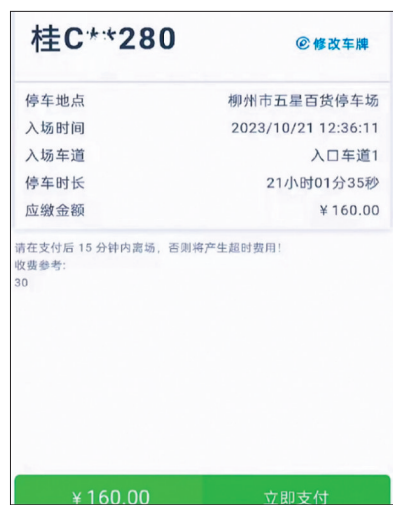 桂C**280
修改车牌
停车地点 柳州市五星百货停车场
入场时间 2023/10/21 12:36:11
入场车道 入口车道1
停车时长 21小时01分35秒
应缴金额 ¥160.00
请在支付后 15 分钟内离场，否则将产生超时费用!
收费参考:
30
¥160.00 立即支付